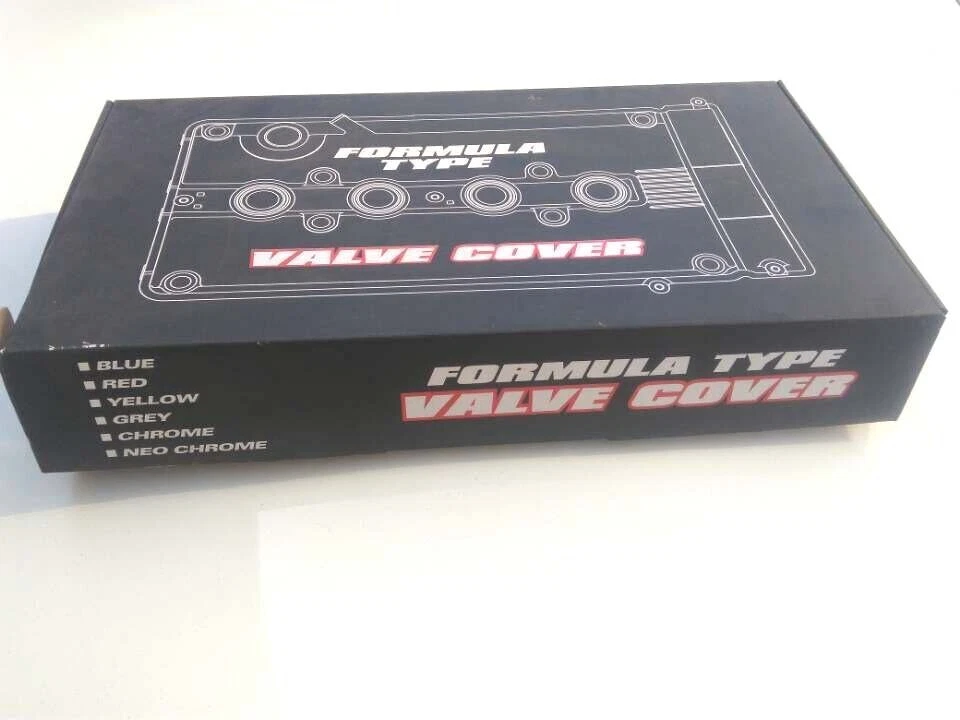 FORMULA
TYPE
VALVE COVER
■ BLUE
■ RED
■ YELLOW
■ GREY
■ CHROME
■ NEO CHROME
FORMULA TYPE
VALVE COVER